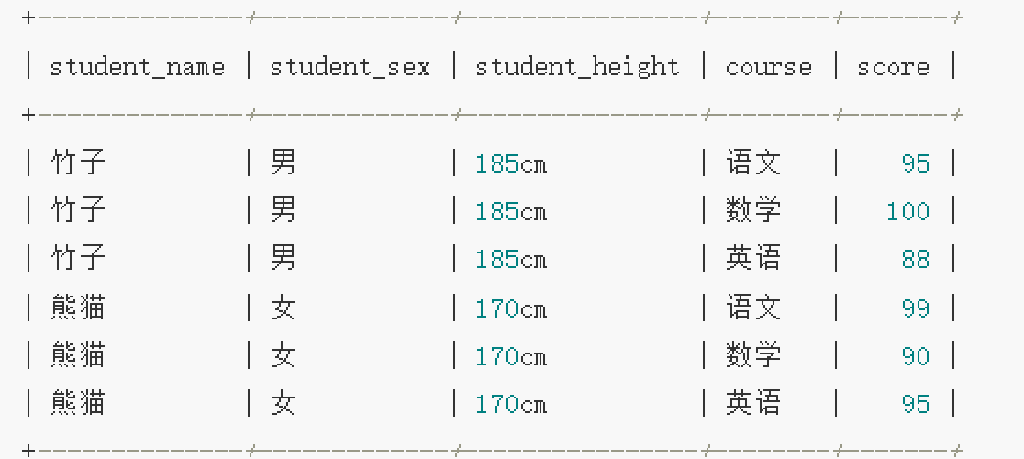 | student_name | student_sex | student_height | course | score |
| 竹子 | 男 | 185cm | 语文 | 95 |
| 竹子 | 男 | 185cm | 数学 | 100 |
| 竹子 | 男 | 185cm | 英语 | 88 |
| 熊猫 | 女 | 170cm | 语文 | 99 |
| 熊猫 | 女 | 170cm | 数学 | 90 |
| 熊猫 | 女 | 170cm | 英语 | 95 |